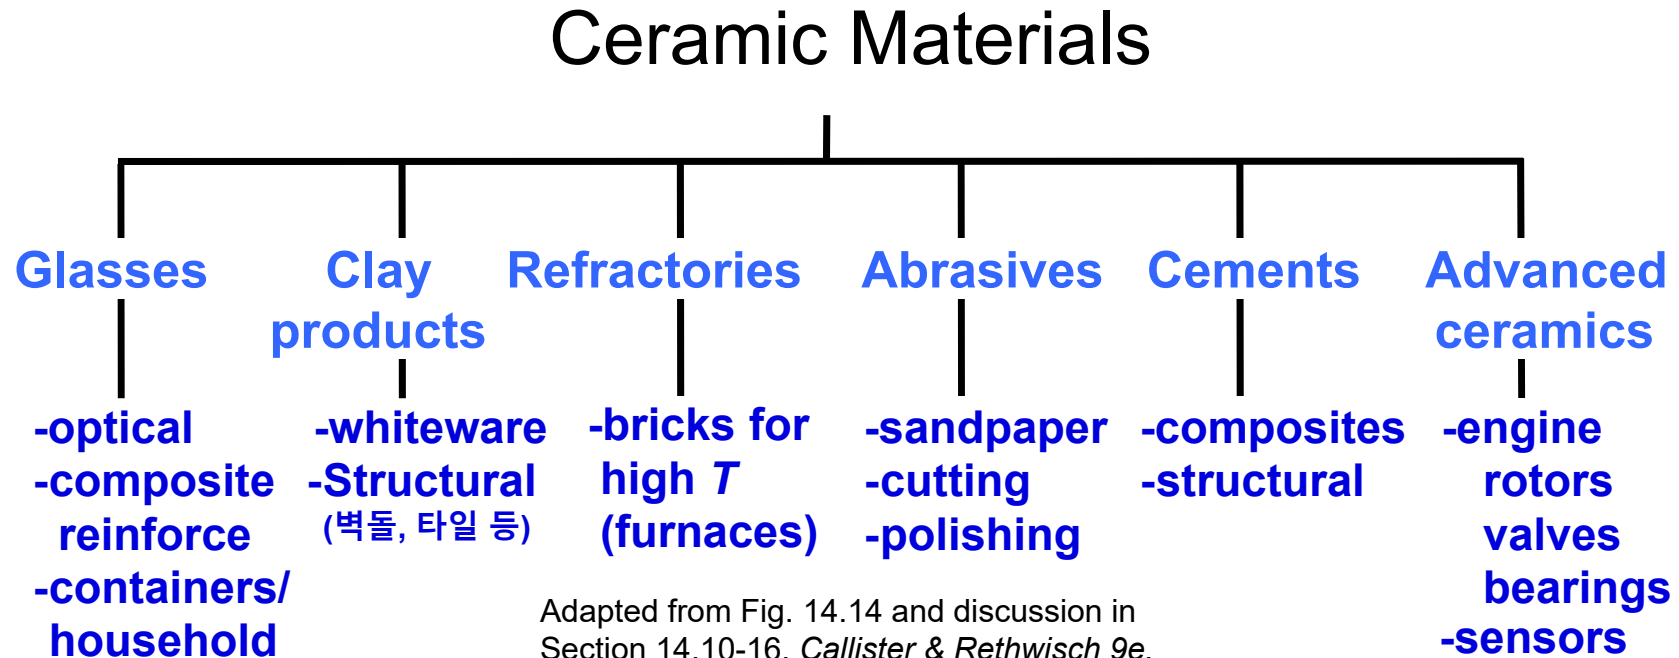 Ceramic Materials
Glasses
Clay
products
Refractories
Abrasives
Cements
Advanced
ceramics
-optical
-composite
reinforce
-containers/
household
-whiteware
-Structural
(벽돌, 타일 등)
-bricks for
high T
(furnaces)
-sandpaper
-cutting
-polishing
-composites
-structural
-engine
rotors
valves
bearings
-sensors
Adapted from Fig. 14.14 and discussion in
Section 14.10-16, Callister & Rethwisch 9e.